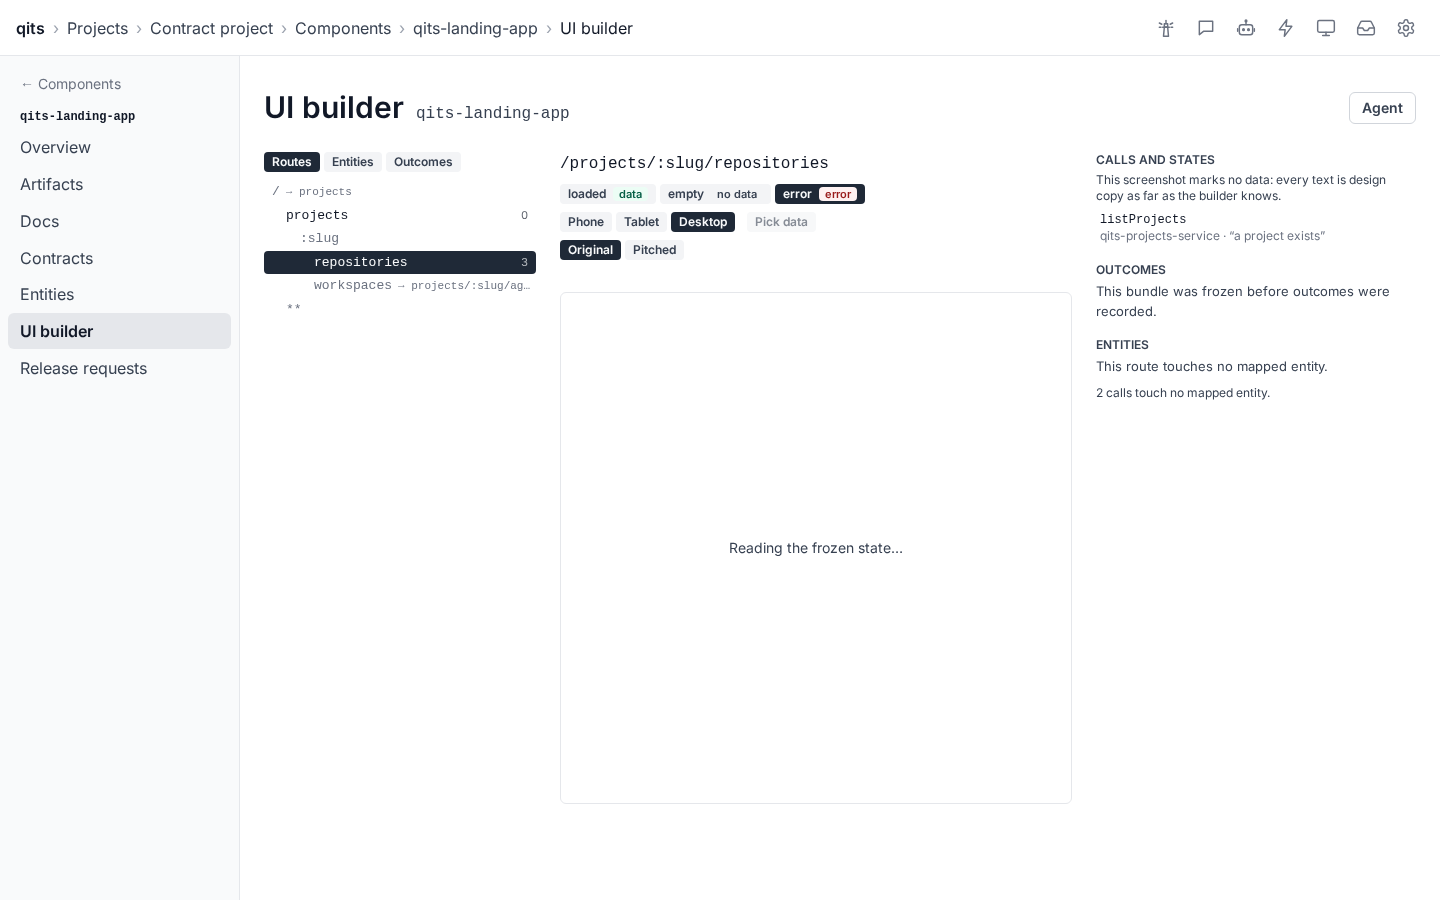 qits › Projects › Contract project › Components › qits-landing-app › UI builder
← Components
qits-landing-app
Overview
Artifacts
Docs
Contracts
Entities
UI builder
Release requests
UI builder qits-landing-app
Agent
Routes Entities Outcomes
/ → projects
projects 0
:slug
repositories 3
workspaces → projects/:slug/ag…
**
/projects/:slug/repositories
loaded data empty no data error error
Phone Tablet Desktop Pick data
Original Pitched
Reading the frozen state…
CALLS AND STATES
This screenshot marks no data: every text is design
copy as far as the builder knows.
listProjects
qits-projects-service · “a project exists”
OUTCOMES
This bundle was frozen before outcomes were
recorded.
ENTITIES
This route touches no mapped entity.
2 calls touch no mapped entity.